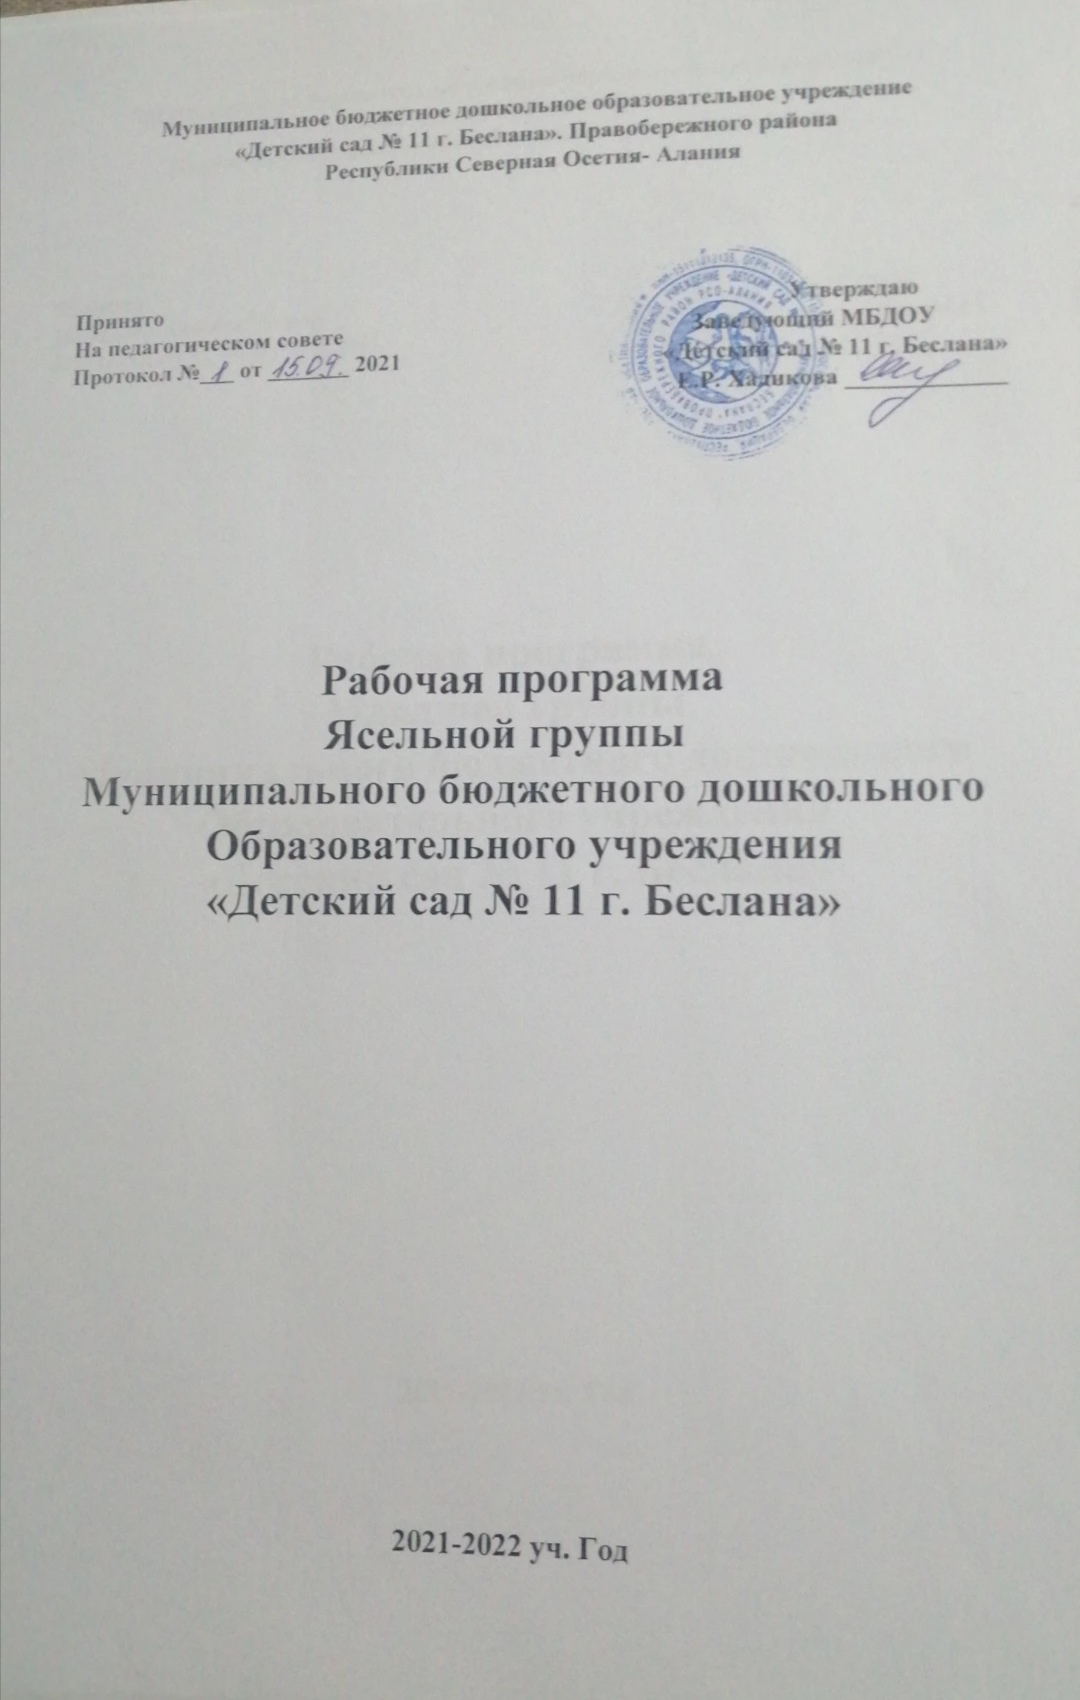 Муниципальное бюджетное дошкольное образовательное учреждение
«Детский сад № 11 г. Беслана». Правобережного района
Республики Северная Осетия- Алания
Принято
На педагогическом совете
Протокол № 1 от 15.09. 2021
Утверждаю
Заведующий МБДОУ
«Детский сад № 11 г. Беслана»
Е.Р. Хадикова
Рабочая программа
Ясельной группы
Муниципального бюджетного дошкольного
Образовательного учреждения
«Детский сад № 11 г. Беслана»
2021-2022 уч. Год